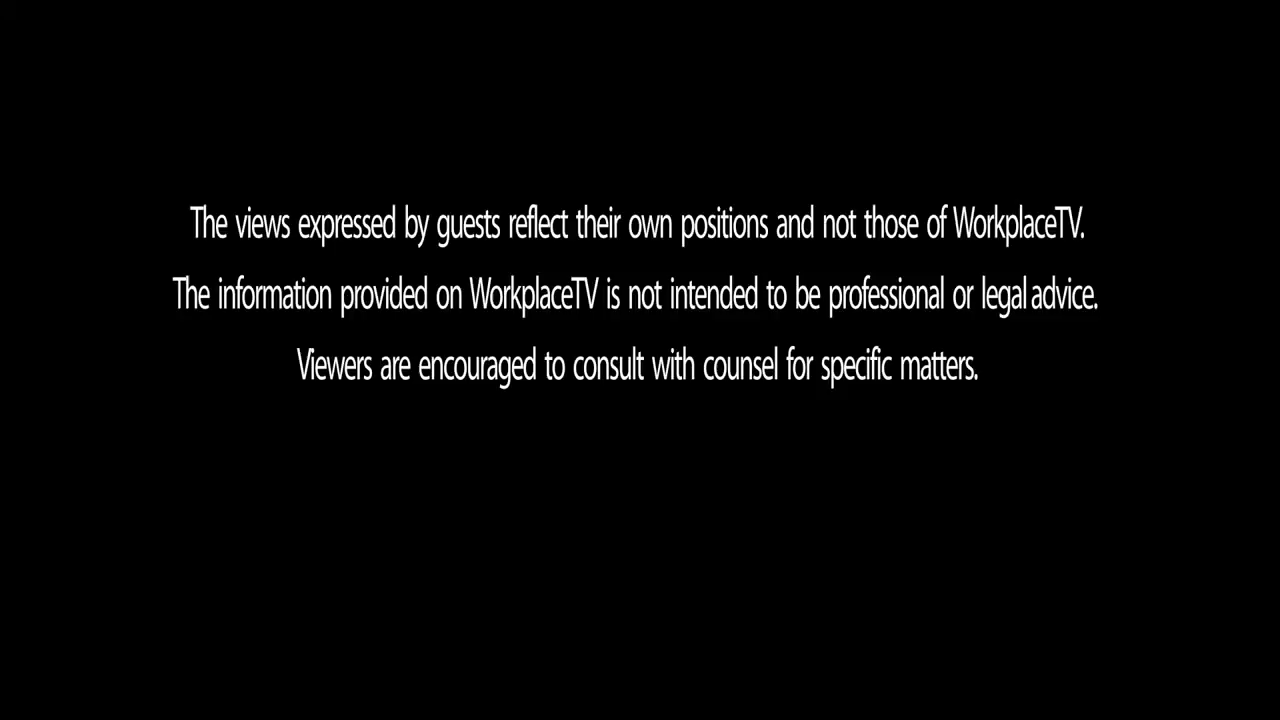 The views expressed by guests reflect their own positions and not those of WorkplaceTV.
The information provided on WorkplaceTV is not intended to be professional or legal advice.
Viewers are encouraged to consult with counsel for specific matters.